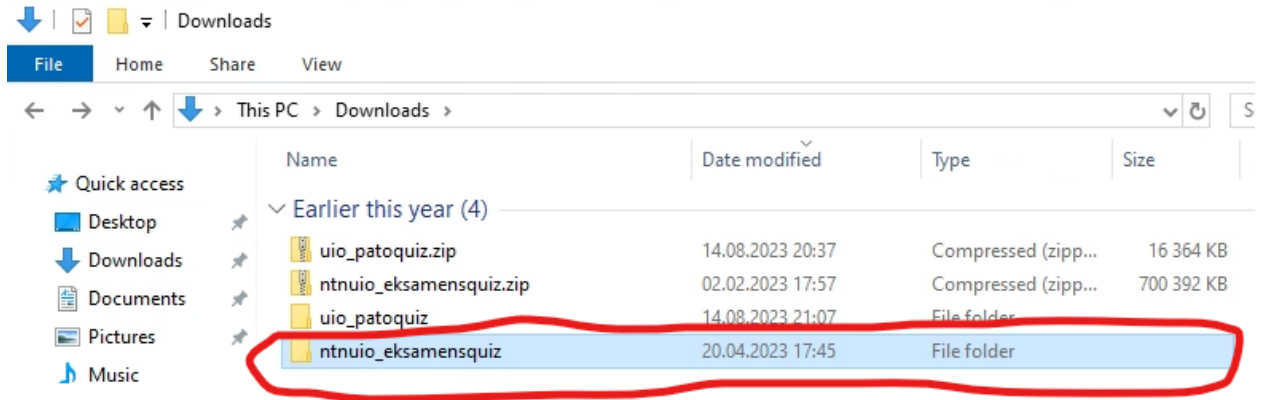 Downloads
File Home Share View
This PC > Downloads >
Name Date modified Type Size
Quick access
Earlier this year (4)
Desktop
uio_patoquiz.zip 14.08.2023 20:37 Compressed (zipp... 16 364 KB
Downloads
ntnuio_eksamensquiz.zip 02.02.2023 17:57 Compressed (zipp... 700 392 KB
Documents
uio_patoquiz 14.08.2023 21:07 File folder
Pictures
ntnuio_eksamensquiz 20.04.2023 17:45 File folder
Music